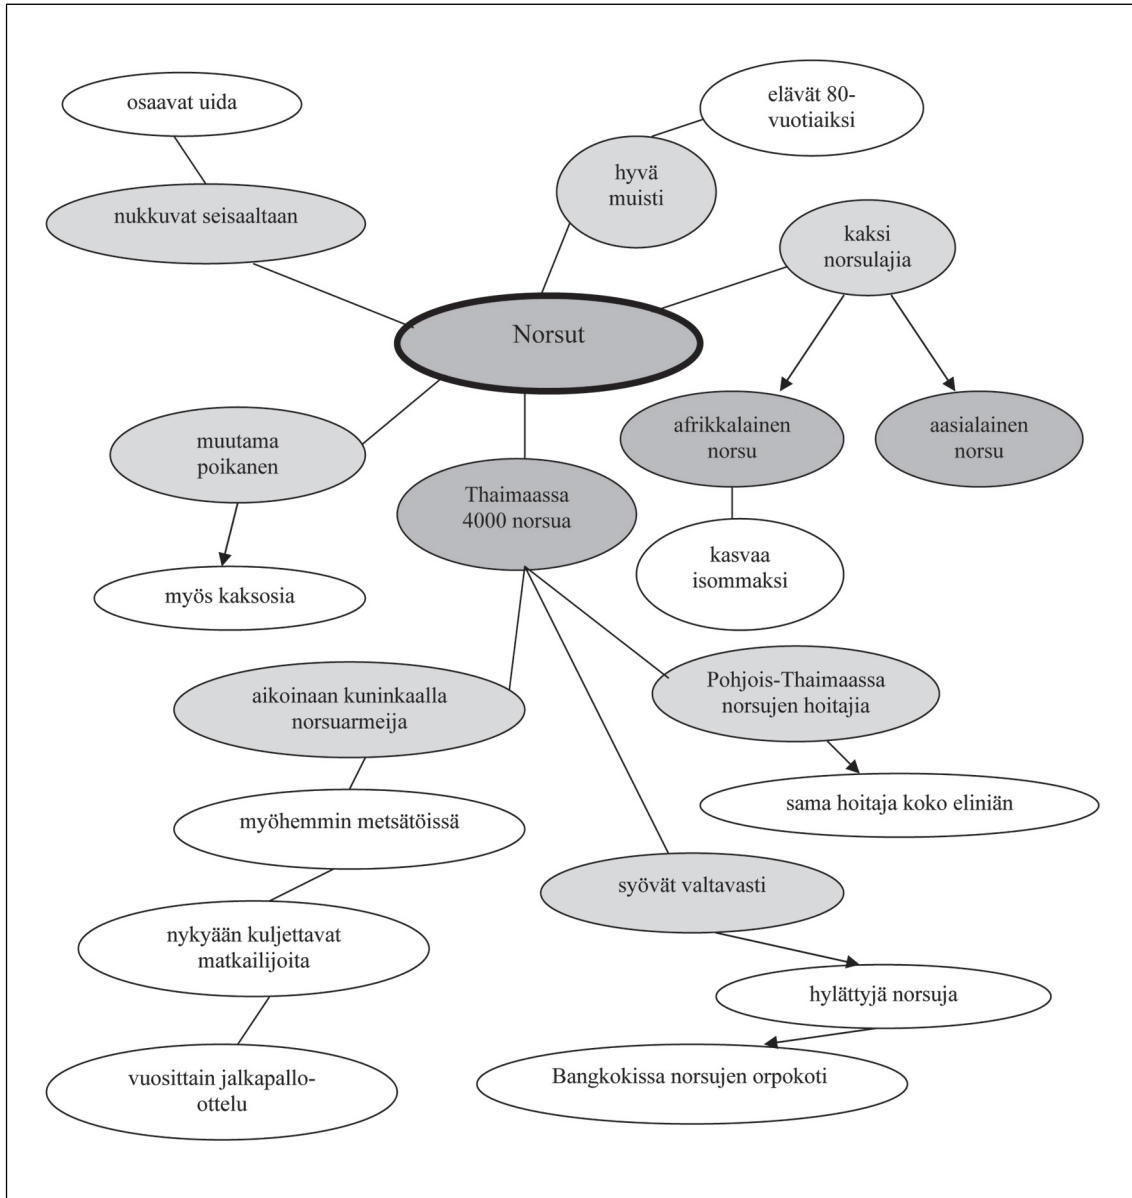 osaavat uida
elävät 80-
vuotiaiksi
hyvä
muisti
nukkuvat seisaaltaan
kaksi
norsulajia
Norsut
afrikkalainen
norsu
aasialainen
norsu
muutama
poikanen
Thaimaassa
4000 norsua
kasvaa
isommaksi
myös kaksosia
Pohjois-Thaimaassa
norsujen hoitajia
aikoinaan kuninkaalla
norsuarmeija
sama hoitaja koko eliniän
myöhemmin metsätöissä
syövät valtavasti
nykyään kuljettavat
matkailijoita
hylättyjä norsuja
vuosittain jalkapallo-
ottelu
Bangkokissa norsujen orpokoti